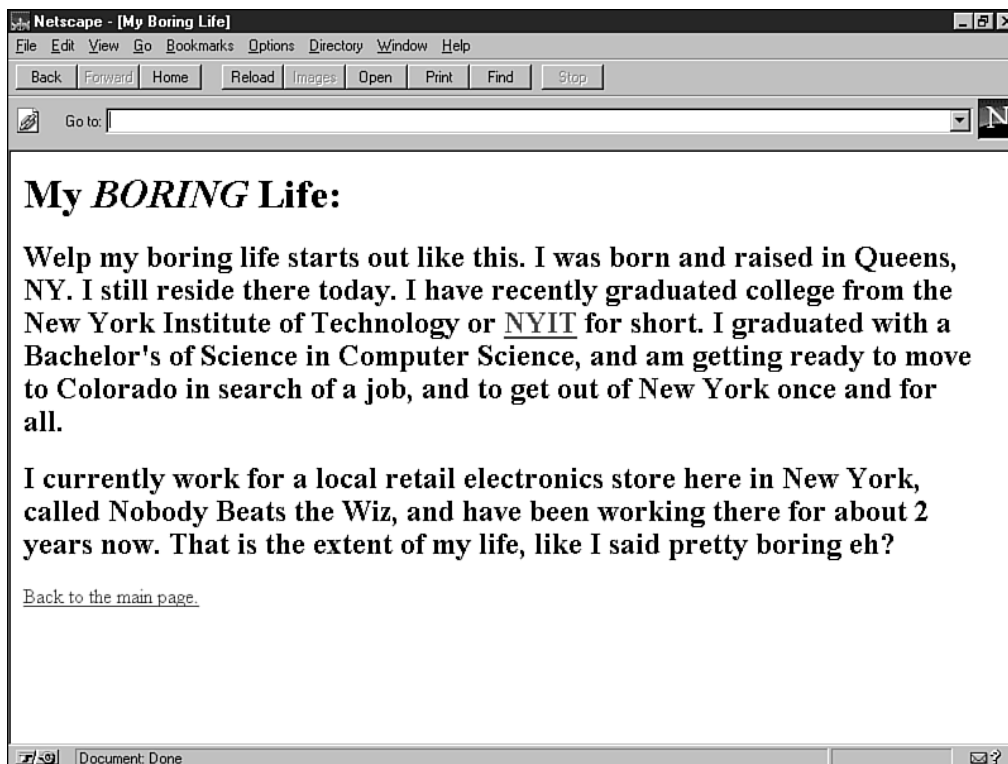 Netscape - [My Boring Life]
File Edit View Go Bookmarks Options Directory Window Help
Back Forward Home Reload Images Open Print Find Stop
Go to:
N
My BORING Life:
Welp my boring life starts out like this. I was born and raised in Queens,
NY. I still reside there today. I have recently graduated college from the
New York Institute of Technology or NYIT for short. I graduated with a
Bachelor's of Science in Computer Science, and am getting ready to move
to Colorado in search of a job, and to get out of New York once and for
all.
I currently work for a local retail electronics store here in New York,
called Nobody Beats the Wiz, and have been working there for about 2
years now. That is the extent of my life, like I said pretty boring eh?
Back to the main page.
Document: Done